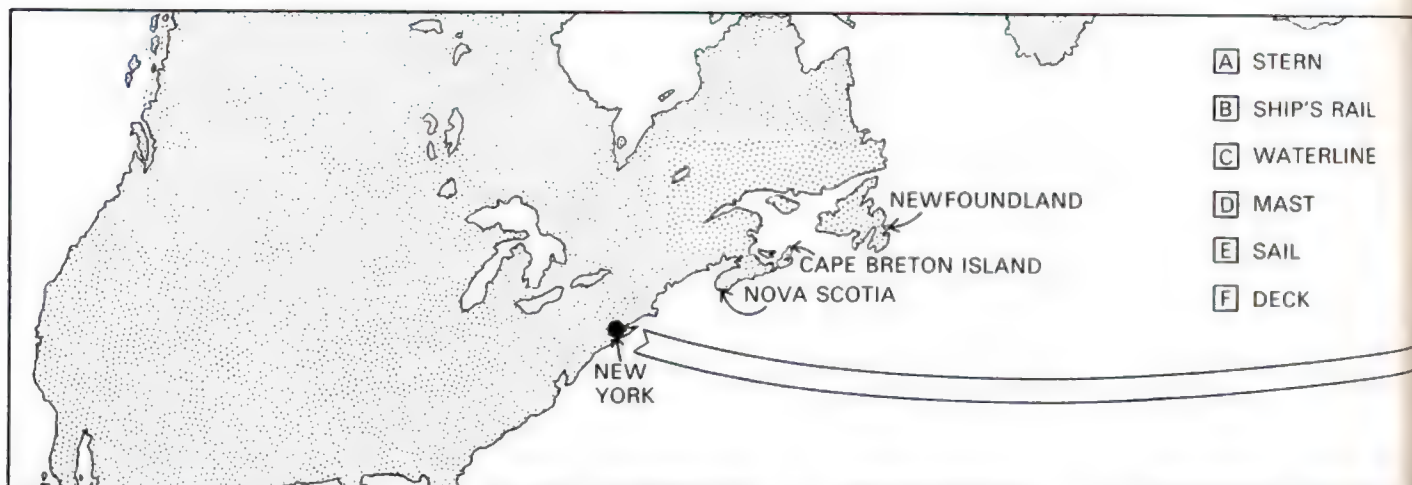 A STERN
B SHIP'S RAIL
C WATERLINE
D MAST
E SAIL
F DECK
NEWFOUNDLAND
CAPE BRETON ISLAND
NOVA SCOTIA
NEW
YORK